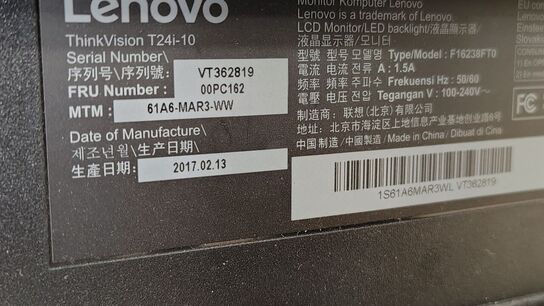 Lenovo
ThinkVision T24i-10
Serial Number\
序列号/序列號: VT362819
FRU Number : 00PC162
MTM : 61A6-MAR3-WW
Date of Manufacture\
제조년월\生产日期\
生產日期: 2017.02.13
Monitor Komputer Lenovo
Lenovo is a trademark of Lenovo.
LCD Monitor/LED backlight/
液晶显示器/液晶顯示器/모니터
型号 型號 모델명 Type/Model : F16238FT0
电流 電流 전류 A : 1.5A
频率 頻率 주파수 Frekuensi Hz : 50/60
电压 電壓 전압 Tegangan V : 100-240V~
制造商: 联想(北京)有限公司
地址: 北京市海淀区上地信息产业基地创业路6号
中国制造/中國製造/Made in China/Dibuat di Cina
1S61A6MAR3WL VT362819
FC